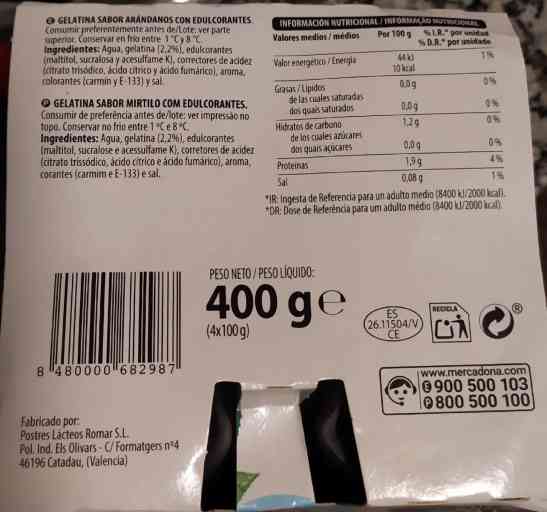 E GELATINA SABOR ARÁNDANOS CON EDULCORANTES.
Consumir preferentemente antes de/Lote: ver parte
superior. Conservar en frío entre 1 °C y 8 °C.
Ingredientes: Agua, gelatina (2,2%), edulcorantes
(maltitol, sucralosa y acesulfame K), correctores de acidez
(citrato trisódico, ácido cítrico y ácido fumárico), aroma,
colorantes (carmín y E-133) y sal.
P GELATINA SABOR MIRTILO COM EDULCORANTES.
Consumir de preferência antes de/lote: ver impressão no
topo. Conservar no frio entre 1 °C e 8 °C.
Ingredientes: Agua, gelatina (2,2%), edulcorantes
(maltitol, sucralose e acesulfame K), corretores de acidez
(citrato trissódico, ácido cítrico e ácido fumárico), aroma,
corantes (carmim e E-133) e sal.
INFORMACIÓN NUTRICIONAL / INFORMAÇÃO NUTRICIONAL
Valores medios / médios Por 100 g % I.R.* por unidad
% D.R.* por unidade
Valor energético / Energia 44 kJ 1%
10 kcal
Grasas / Lípidos 0,0 g 0%
de las cuales saturadas
dos quais saturados 0,0 g 0%
Hidratos de carbono 1,2 g 0%
de los cuales azúcares
dos quais açúcares 0,0 g 0%
Proteínas 1,9 g 4%
Sal 0,08 g 1%
*IR: Ingesta de Referencia para un adulto medio (8400 kJ/2000 kcal).
*DR: Dose de Referência para um adulto médio (8400 kJ/2000 kcal).
PESO NETO / PESO LÍQUIDO:
400 g e
(4x100 g)
ES
26.11504/V
CE
RECICLA
®
8 480000 682987
www.mercadona.com
E 900 500 103
P 800 500 100
Fabricado por:
Postres Lácteos Romar S.L.
Pol. Ind. Els Olivars - C/ Formatgers nº4
46196 Catadau, (Valencia)